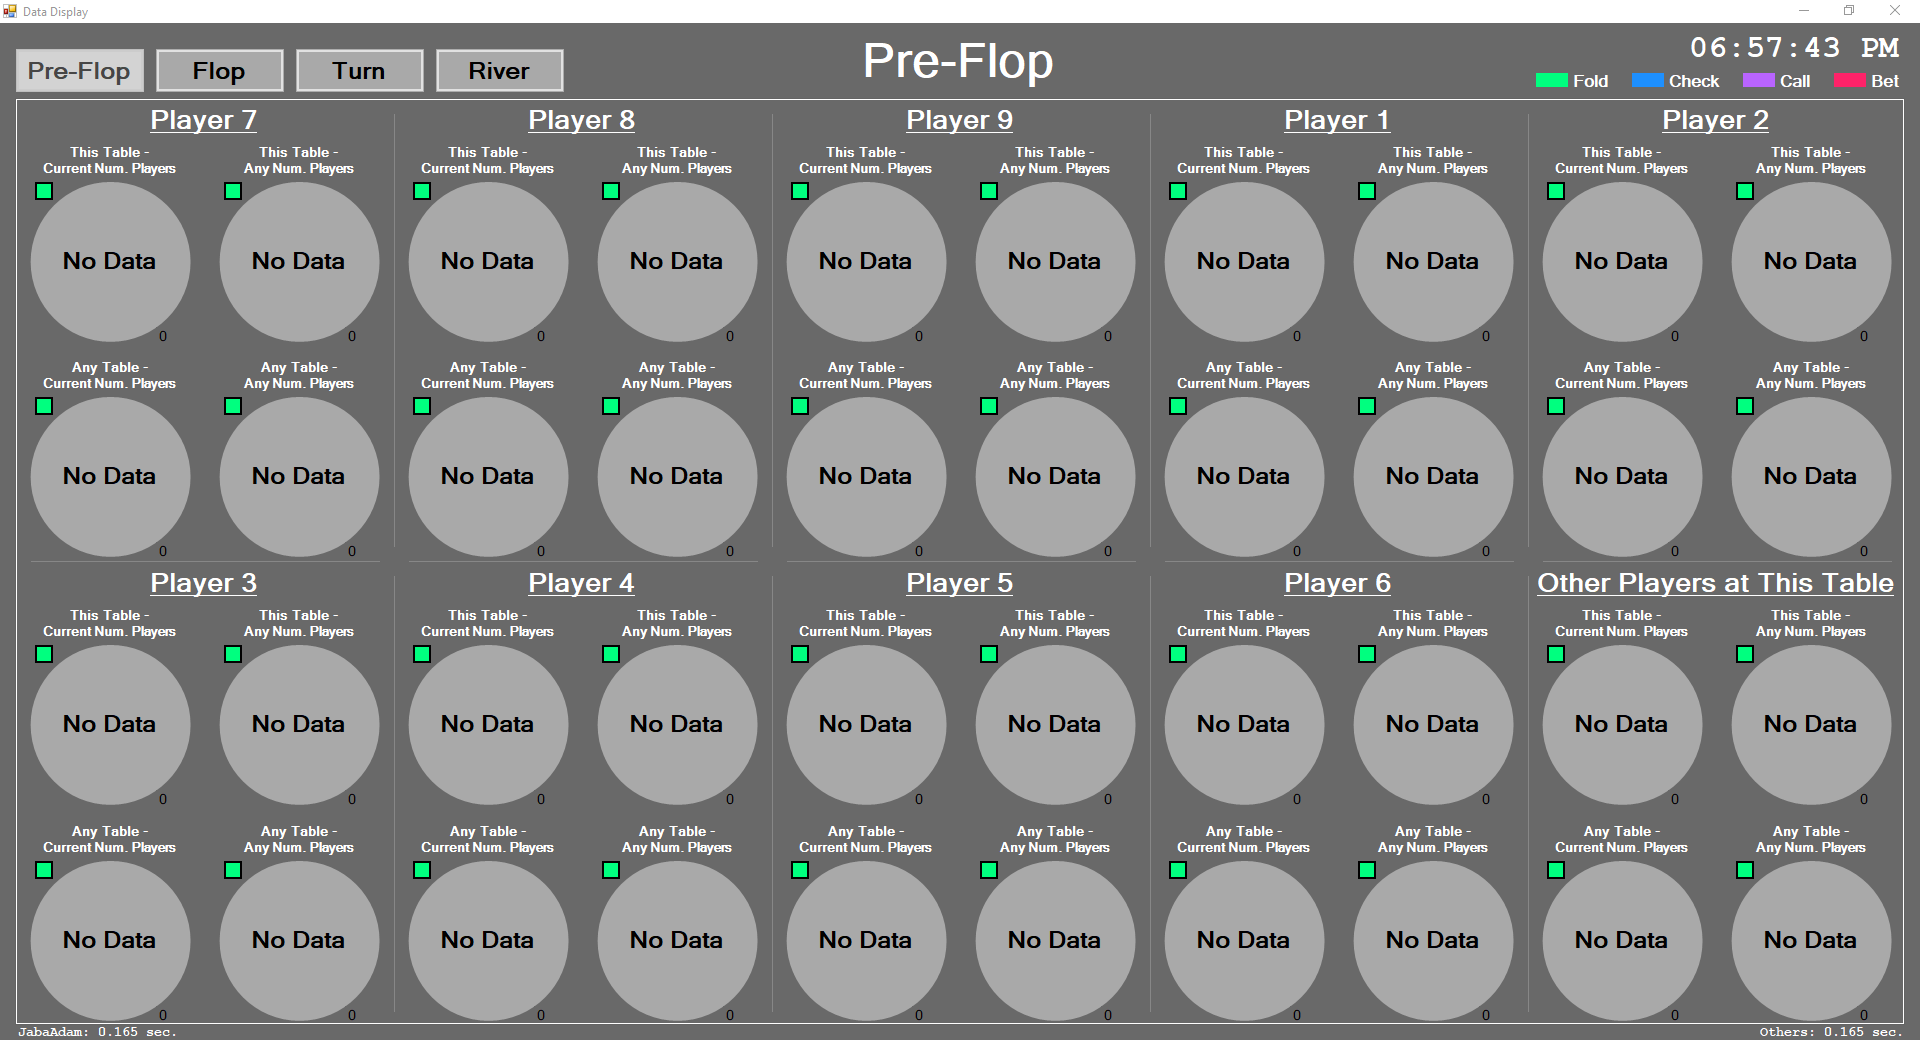 Data Display
Pre-Flop Flop Turn River
Pre-Flop
06:57:43 PM
Fold Check Call Bet
Player 7 Player 8 Player 9 Player 1 Player 2
This Table - This Table - This Table - This Table - This Table - This Table - This Table - This Table - This Table - This Table -
Current Num. Players Any Num. Players Current Num. Players Any Num. Players Current Num. Players Any Num. Players Current Num. Players Any Num. Players Current Num. Players Any Num. Players
No Data No Data No Data No Data No Data No Data No Data No Data No Data No Data
0 0 0 0 0 0 0 0 0 0
Any Table - Any Table - Any Table - Any Table - Any Table - Any Table - Any Table - Any Table - Any Table - Any Table -
Current Num. Players Any Num. Players Current Num. Players Any Num. Players Current Num. Players Any Num. Players Current Num. Players Any Num. Players Current Num. Players Any Num. Players
No Data No Data No Data No Data No Data No Data No Data No Data No Data No Data
0 0 0 0 0 0 0 0 0 0
Player 3 Player 4 Player 5 Player 6 Other Players at This Table
This Table - This Table - This Table - This Table - This Table - This Table - This Table - This Table - This Table - This Table -
Current Num. Players Any Num. Players Current Num. Players Any Num. Players Current Num. Players Any Num. Players Current Num. Players Any Num. Players Current Num. Players Any Num. Players
No Data No Data No Data No Data No Data No Data No Data No Data No Data No Data
0 0 0 0 0 0 0 0 0 0
Any Table - Any Table - Any Table - Any Table - Any Table - Any Table - Any Table - Any Table - Any Table - Any Table -
Current Num. Players Any Num. Players Current Num. Players Any Num. Players Current Num. Players Any Num. Players Current Num. Players Any Num. Players Current Num. Players Any Num. Players
No Data No Data No Data No Data No Data No Data No Data No Data No Data No Data
0 0 0 0 0 0 0 0 0 0
JabaAdam: 0.165 sec. Others: 0.165 sec.